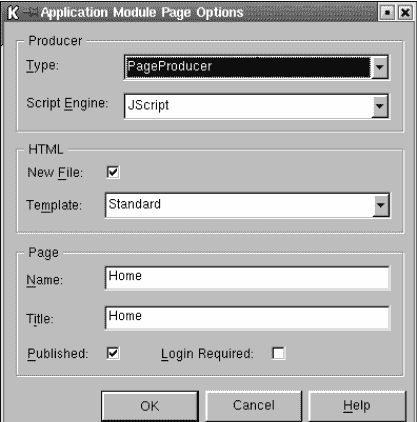 Application Module Page Options
Producer
Type: PageProducer
Script Engine: JScript
HTML
New File:
Template: Standard
Page
Name: Home
Title: Home
Published: Login Required:
OK Cancel Help